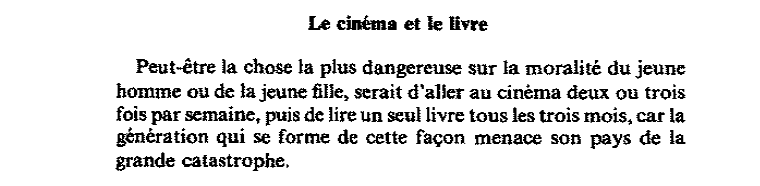 Le cinéma et le livre
Peut-être la chose la plus dangereuse sur la moralité du jeune
homme ou de la jeune fille, serait d'aller au cinéma deux ou trois
fois par semaine, puis de lire un seul livre tous les trois mois, car la
génération qui se forme de cette façon menace son pays de la
grande catastrophe.